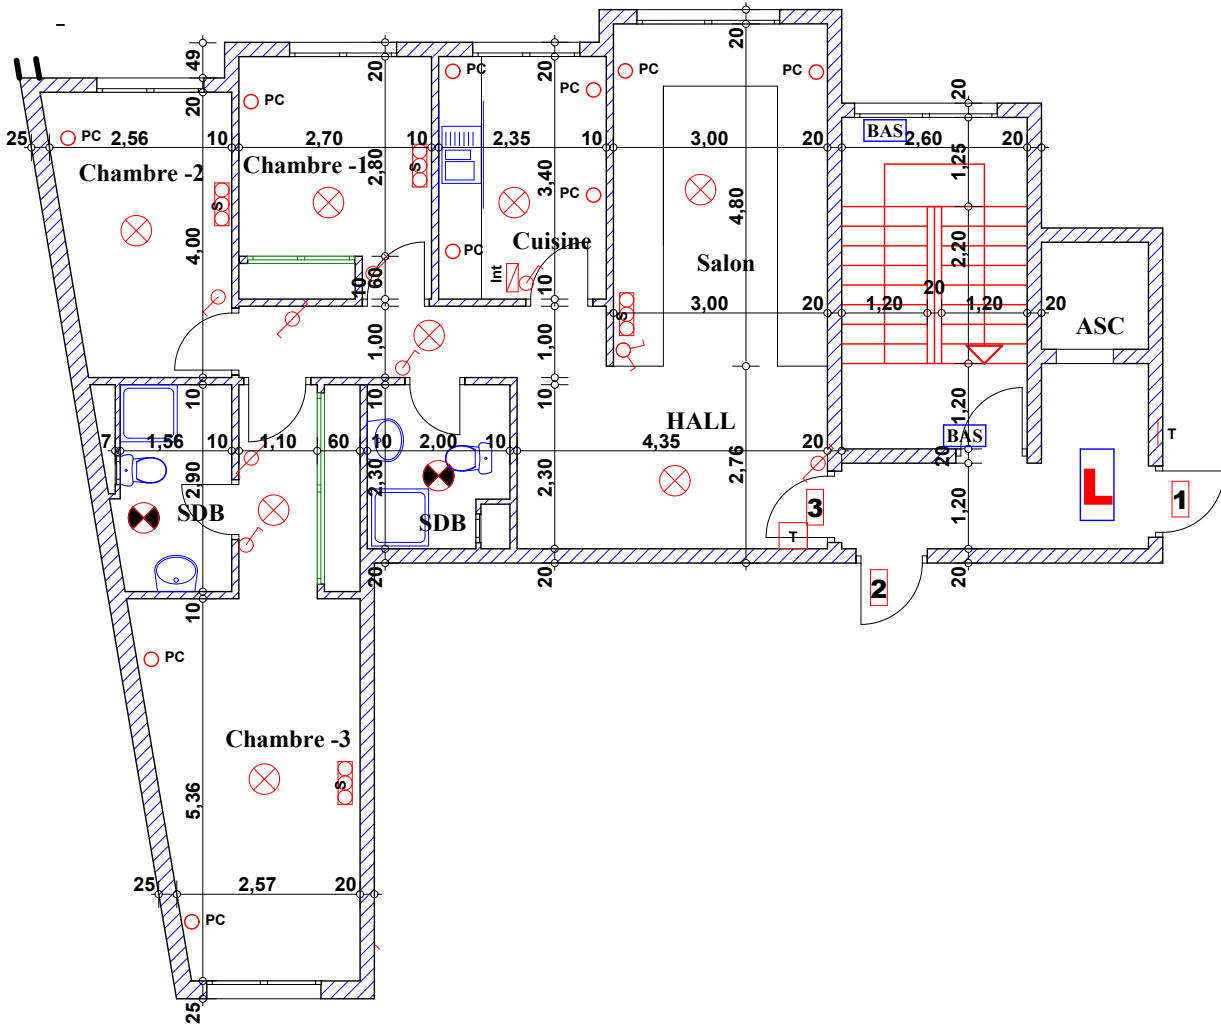 49
20
20
20
20
20
PC
PC
PC
PC
PC
PC
25
2,56
10
2,70
10
2,35
10
3,00
20
BAS
2,60
20
Chambre -2
Chambre -1
2,80
S
3,40
4,80
1,25
S
4,00
PC
Cuisine
PC
Salon
2,20
Int
10
60
10
S
3,00
20
1,20
20
1,20
20
ASC
1,00
1,00
10
10
10
HALL
1,20
7
1,56
10
1,10
60
10
2,00
10
4,35
20
BAS
T
2,90
2,30
2,30
2,76
20
SDB
SDB
3
L
1
1,20
T
20
20
20
2
20
10
PC
Chambre -3
S
5,36
25
2,57
20
PC
25